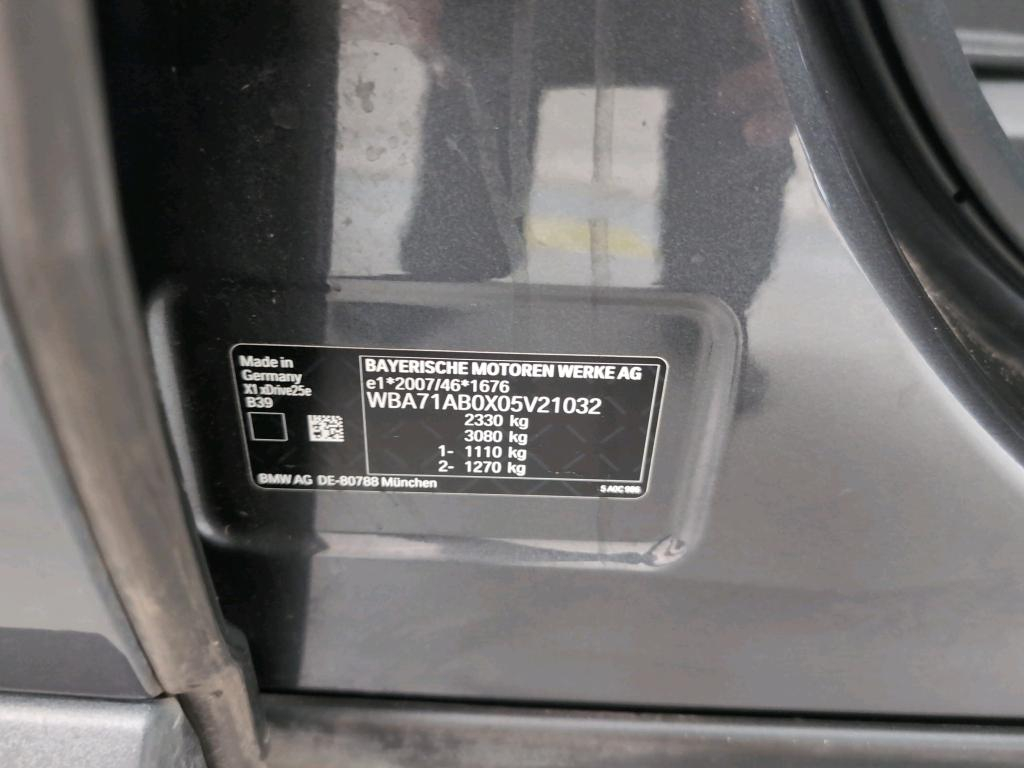 Made in
Germany
X1 xDrive25e
B39
BAYERISCHE MOTOREN WERKE AG
e1*2007/46*1676
WBA71AB0X05V21032
2330 kg
3080 kg
1- 1110 kg
2- 1270 kg
BMW AG DE-80788 München